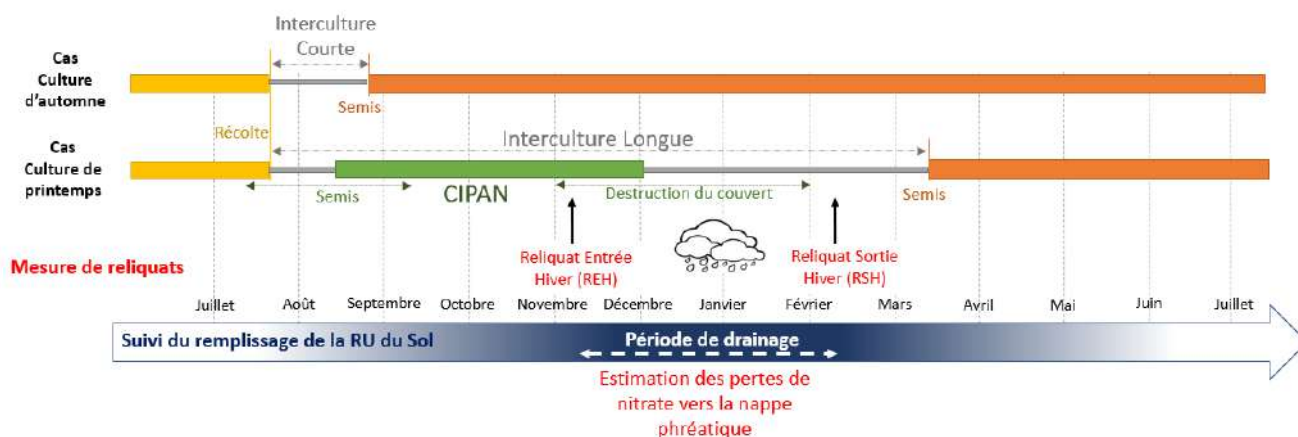 Interculture
Courte
Cas
Culture
d'automne
Semis
Récolte
Cas
Culture de
printemps
Interculture Longue
Semis
CIPAN
Destruction du couvert
Semis
Mesure de reliquats
Reliquat Entrée
Hiver (REH)
Reliquat Sortie
Hiver (RSH)
Juillet Août Septembre Octobre Novembre Décembre Janvier Février Mars Avril Mai Juin Juillet
Suivi du remplissage de la RU du Sol
Période de drainage
Estimation des pertes de
nitrate vers la nappe
phréatique